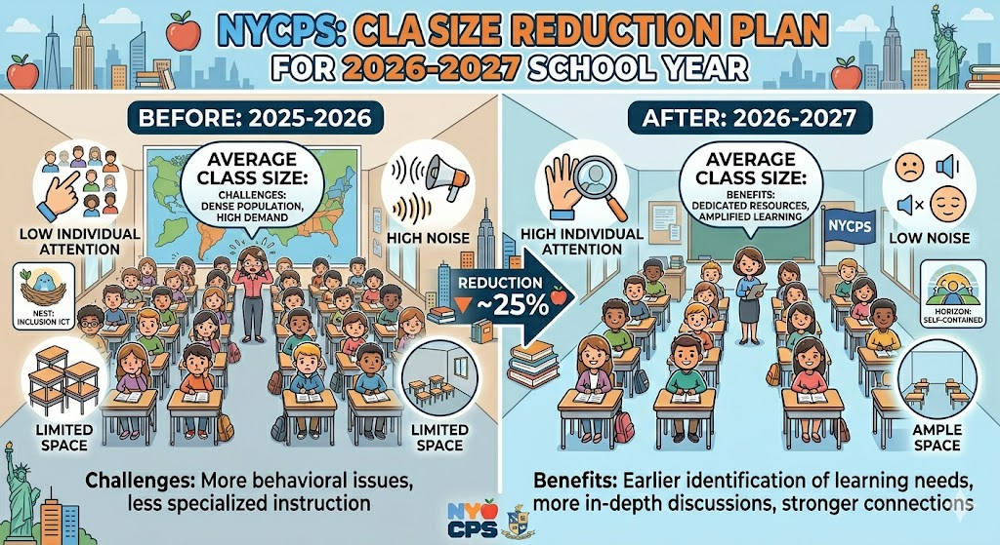 NYCPS: CLA SIZE REDUCTION PLAN
FOR 2026-2027 SCHOOL YEAR
BEFORE: 2025-2026
LOW INDIVIDUAL
ATTENTION
AVERAGE
CLASS SIZE:
CHALLENGES:
DENSE POPULATION,
HIGH DEMAND
HIGH NOISE
NEST:
INCLUSION ICT
LIMITED
SPACE
LIMITED
SPACE
Challenges: More behavioral issues,
less specialized instruction
REDUCTION
~25%
AFTER: 2026-2027
HIGH INDIVIDUAL
ATTENTION
AVERAGE
CLASS SIZE:
BENEFITS:
DEDICATED RESOURCES,
AMPLIFIED LEARNING
NYCPS
LOW NOISE
HORIZON:
SELF-CONTAINED
AMPLE
SPACE
Benefits: Earlier identification of learning needs,
more in-depth discussions, stronger connections
NY
CPS